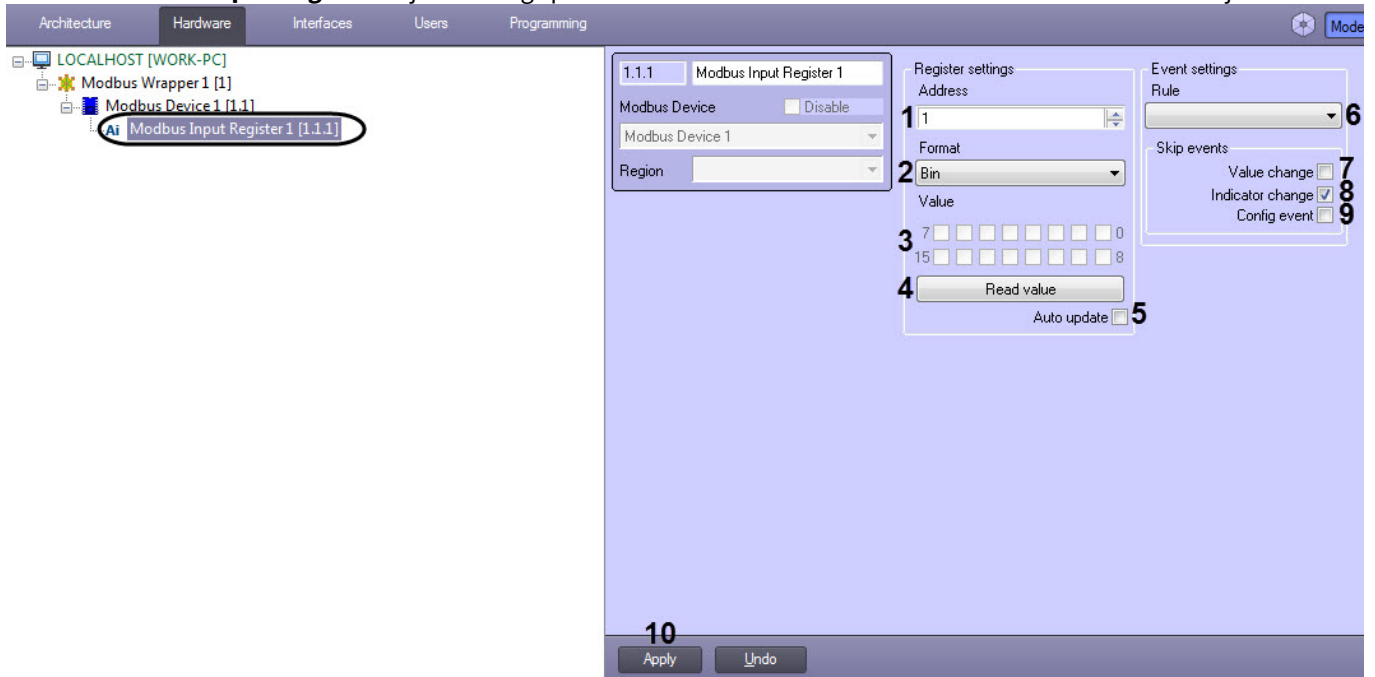 Architecture Hardware Interfaces Users Programming Mode
LOCALHOST [WORK-PC]
Modbus Wrapper 1 [1]
Modbus Device 1 [1.1]
Ai Modbus Input Register 1 [1.1.1]
1.1.1 Modbus Input Register 1
Modbus Device Disable
Modbus Device 1
Region
Register settings
Address
1 1
Format
2 Bin
Value
3 7 0
15 8
4 Read value
Auto update 5
Event settings
Rule
6
Skip events
Value change 7
Indicator change 8
Config event 9
10
Apply Undo